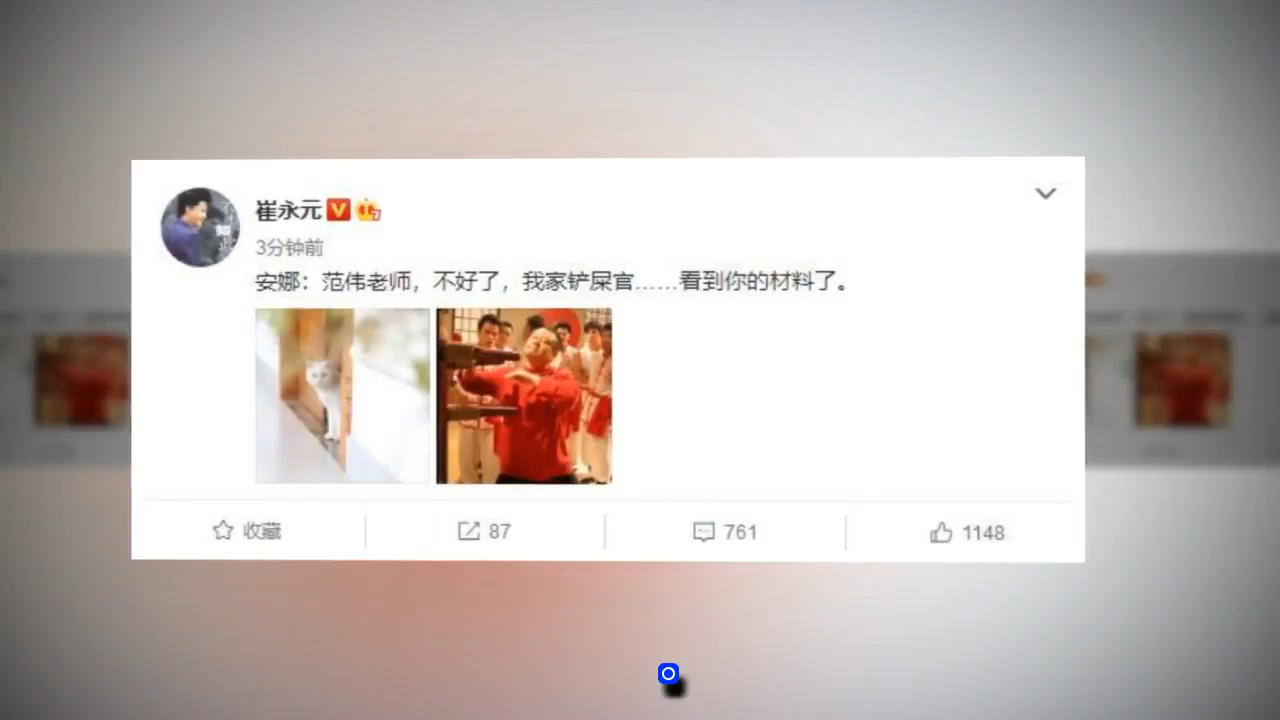 崔永元
3分钟前
安娜：范伟老师，不好了，我家铲屎官……看到你的材料了。
收藏
87
761
1148